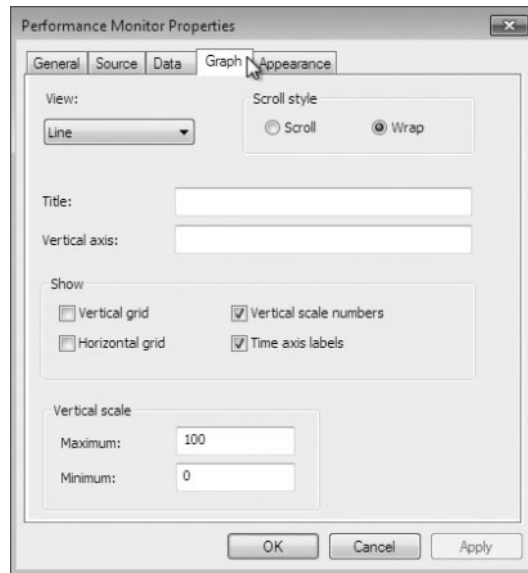 Performance Monitor Properties
General Source Data Graph Appearance
View:
Line
Scroll style
Scroll Wrap
Title:
Vertical axis:
Show
Vertical grid Vertical scale numbers
Horizontal grid Time axis labels
Vertical scale
Maximum: 100
Minimum: 0
OK Cancel Apply